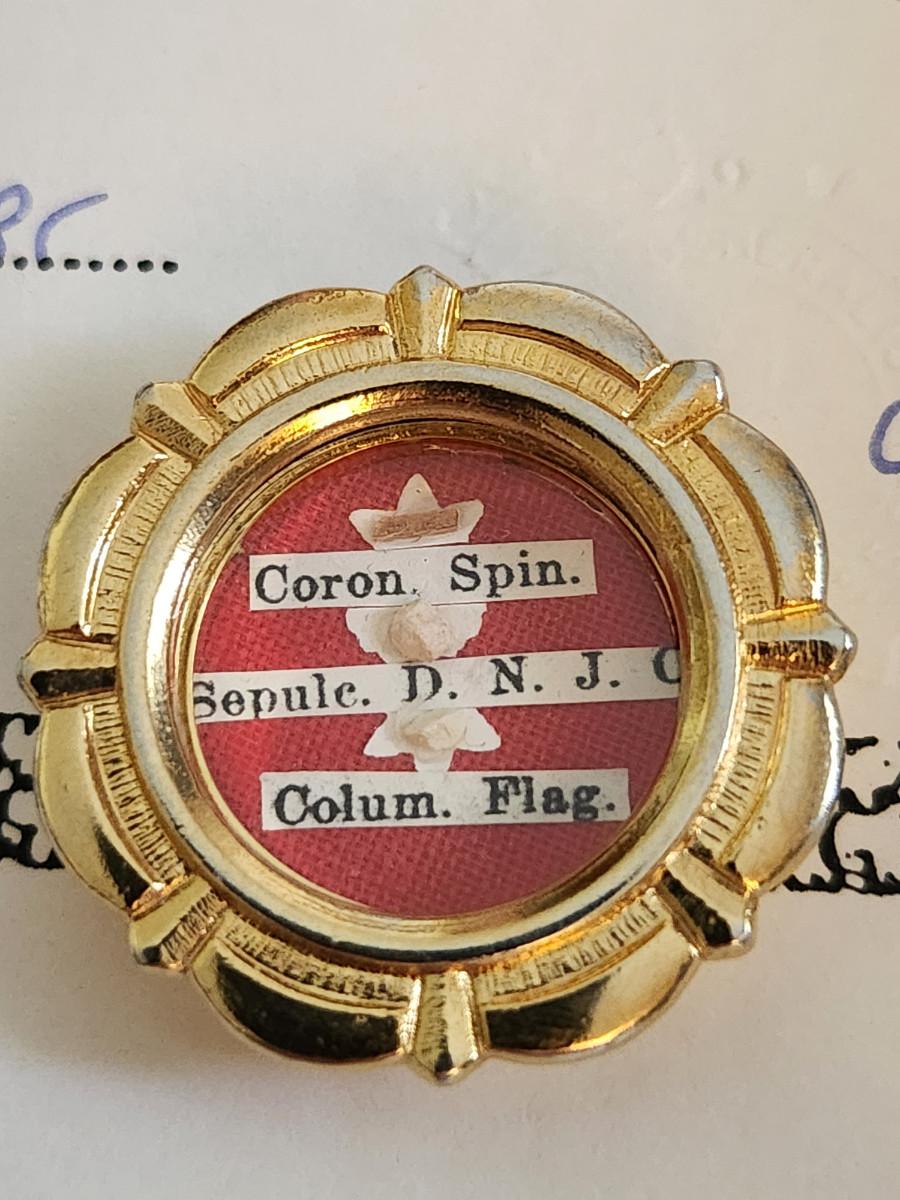 Coron. Spin.
Sepulc. D. N. J. C
Colum. Flag.